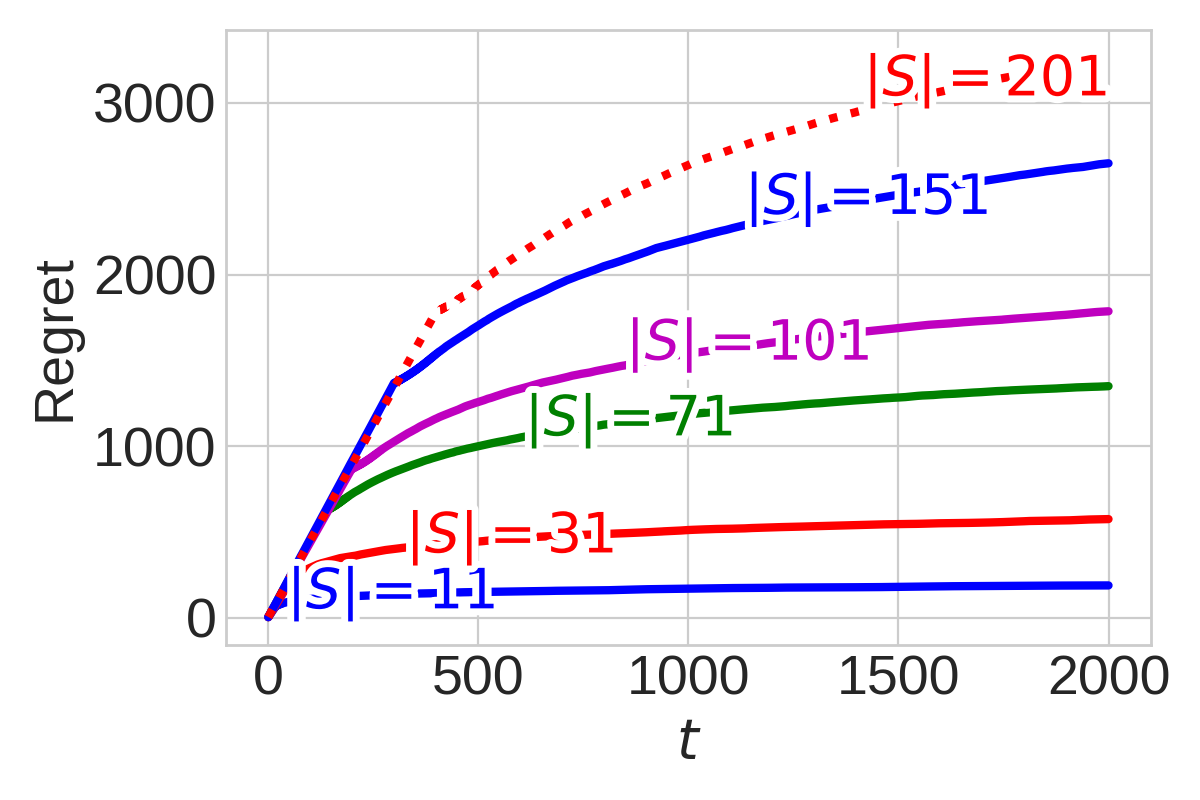 |S| = 201
3000
|S| = 151
2000
|S| = 101
|S| = 71
1000
|S| = 31
|S| = 11
0
Regret
0 500 1000 1500 2000
t